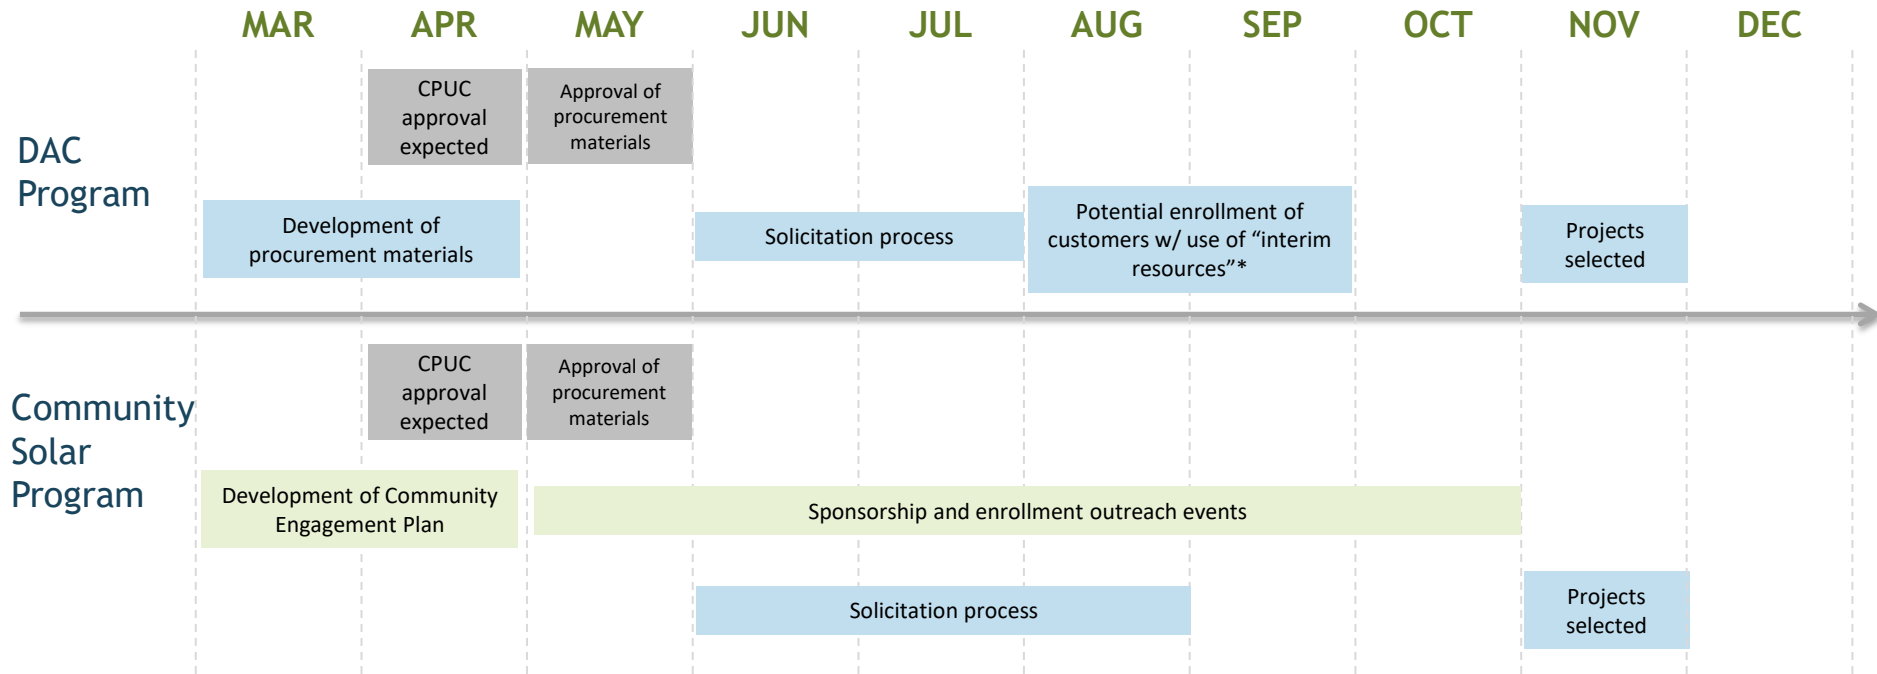 MAR APR MAY JUN JUL AUG SEP OCT NOV DEC
DAC
Program
CPUC
approval
expected
Approval of
procurement
materials
Development of
procurement materials
Solicitation process
Potential enrollment of
customers w/ use of “interim
resources”*
Projects
selected
Community
Solar
Program
CPUC
approval
expected
Approval of
procurement
materials
Development of Community
Engagement Plan
Sponsorship and enrollment outreach events
Solicitation process
Projects
selected